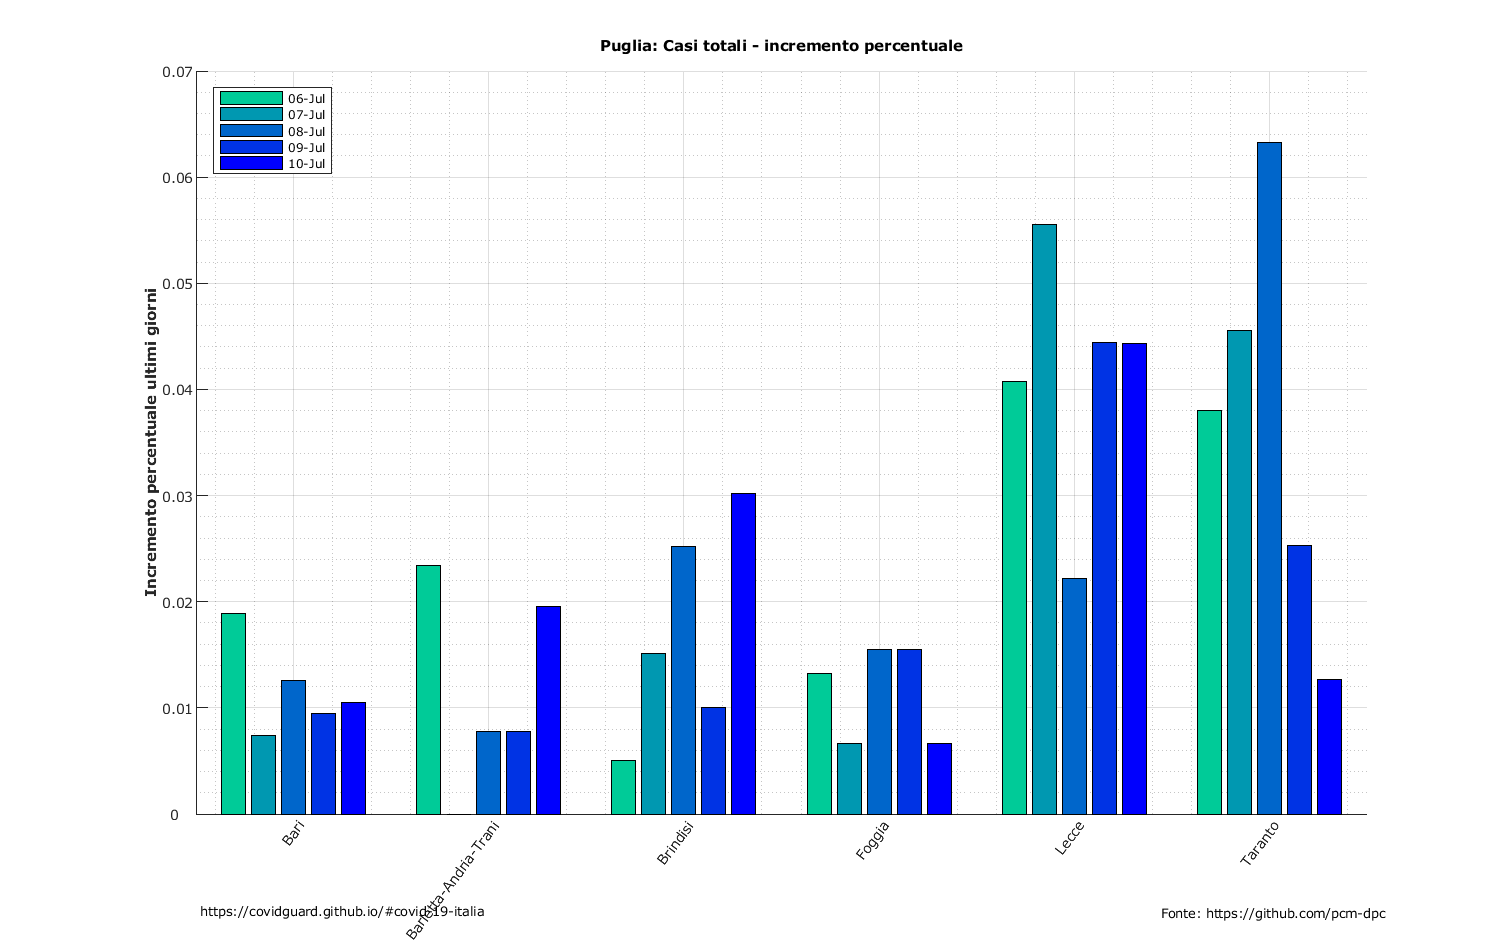 Puglia: Casi totali - incremento percentuale
Incremento percentuale ultimi giorni
0.07
0.06
0.05
0.04
0.03
0.02
0.01
0
06-Jul
07-Jul
08-Jul
09-Jul
10-Jul
Bari
Barletta-Andria-Trani
Brindisi
Foggia
Lecce
Taranto
https://covidguard.github.io/#covid-19-italia
Fonte: https://github.com/pcm-dpc